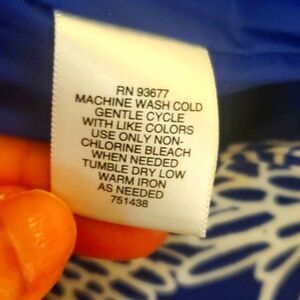 RN 93677
MACHINE WASH COLD
GENTLE CYCLE
WITH LIKE COLORS
USE ONLY NON-
CHLORINE BLEACH
WHEN NEEDED
TUMBLE DRY LOW
WARM IRON
AS NEEDED
751438